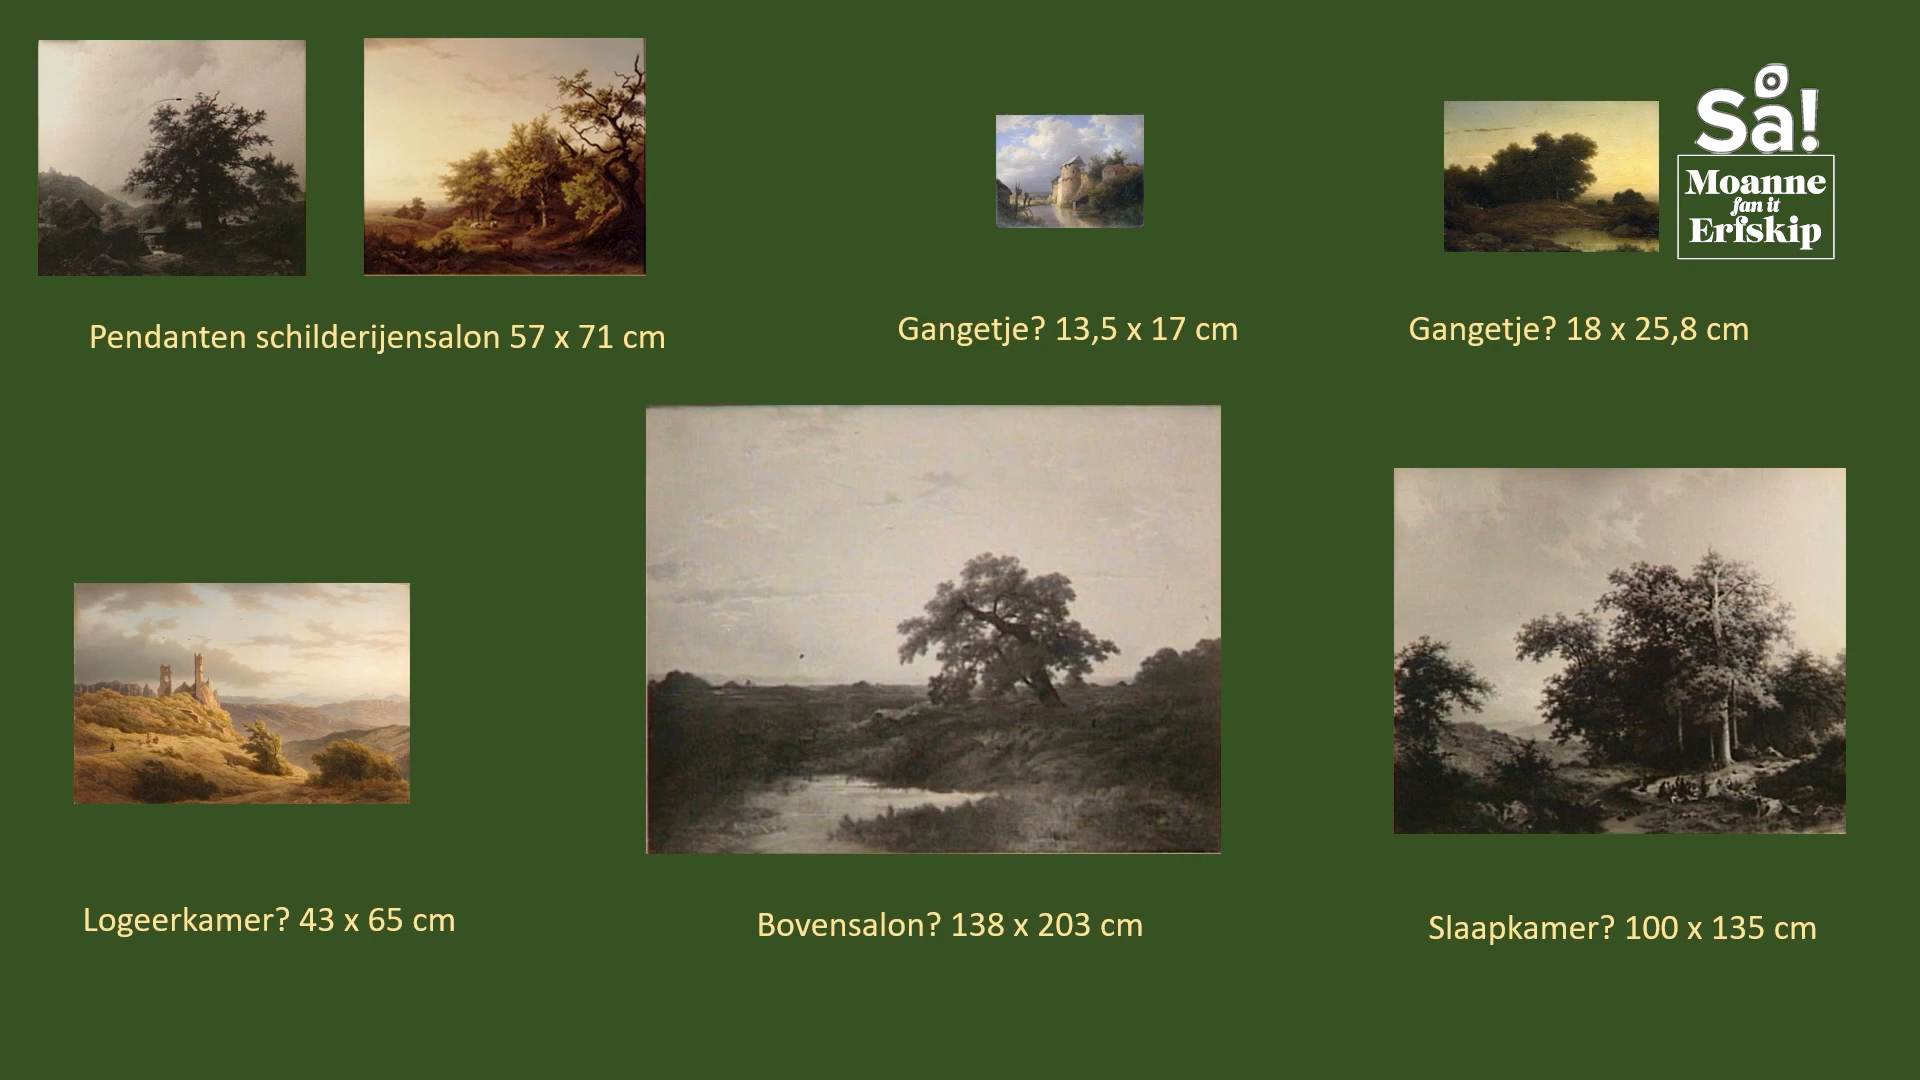 Så!
Moanne
fan it
Erfskip
Pendanten schilderijensalon 57 x 71 cm
Gangetje? 13,5 x 17 cm
Gangetje? 18 x 25,8 cm
Logeerkamer? 43 x 65 cm
Bovensalon? 138 x 203 cm
Slaapkamer? 100 x 135 cm